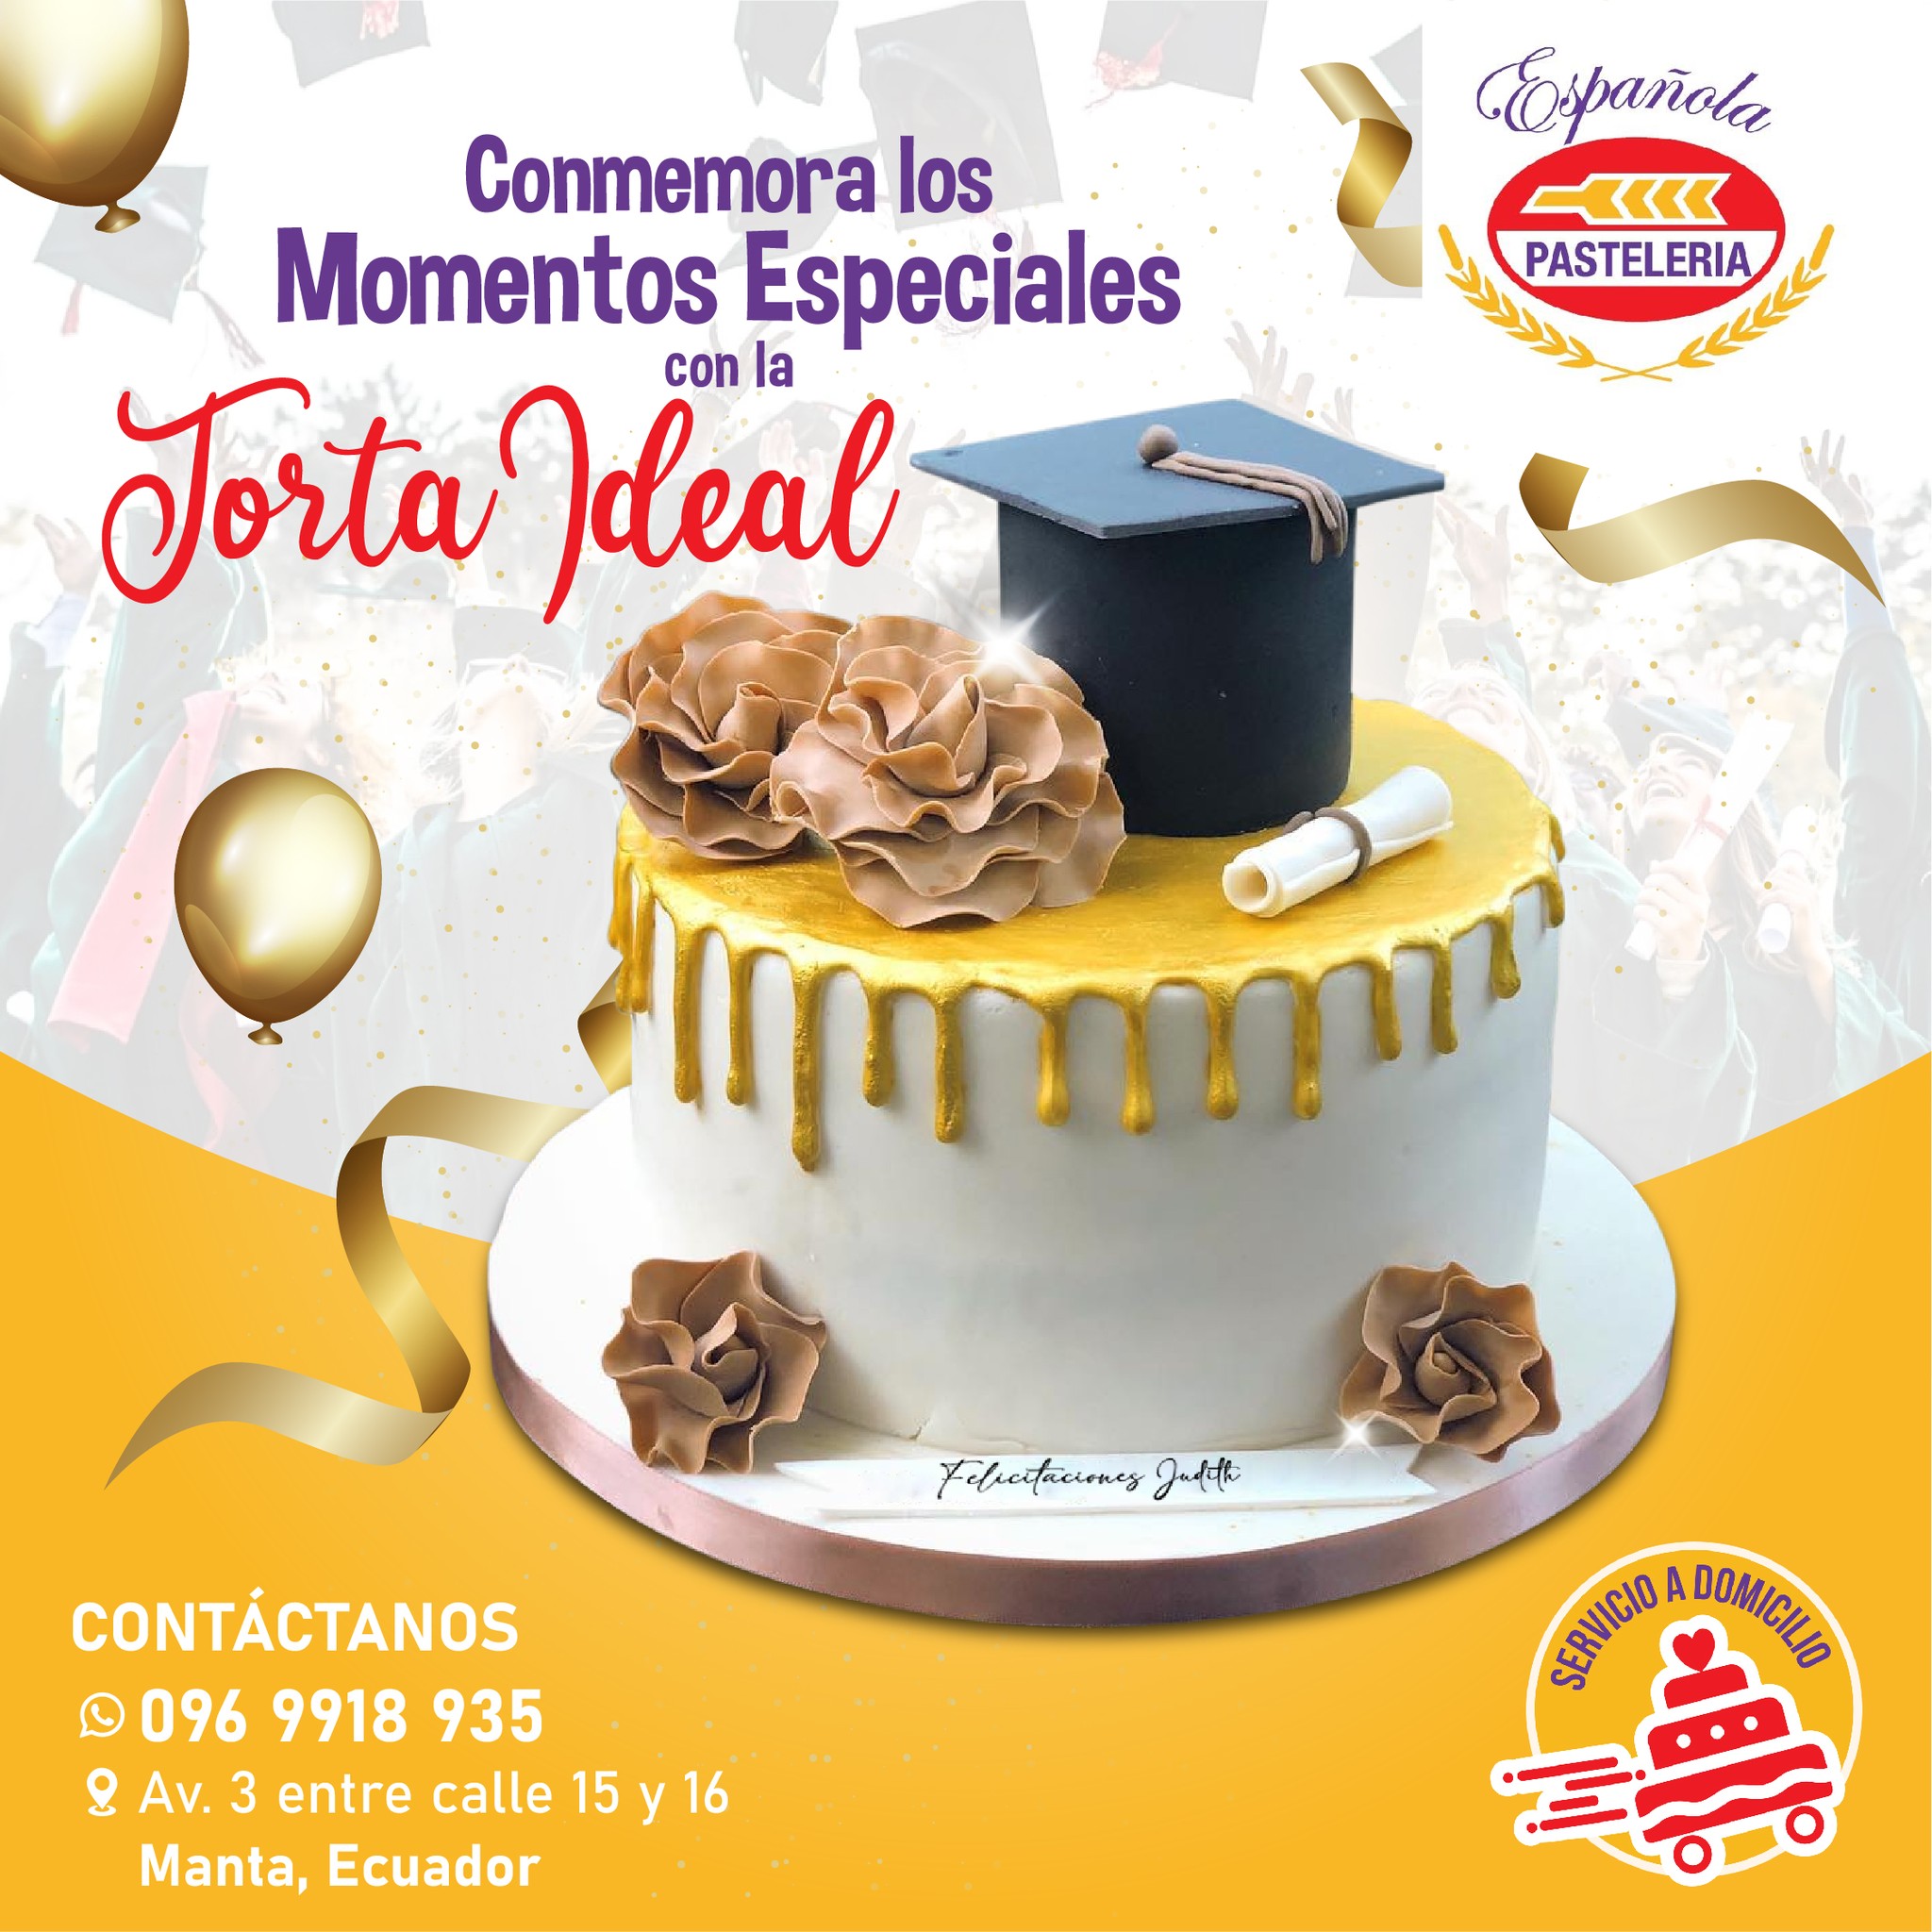 Española
PASTELERIA
Conmemora los
Momentos Especiales
con la
Torta Ideal
Felicitaciones Judith
CONTÁCTANOS
096 9918 935
Av. 3 entre calle 15 y 16
Manta, Ecuador
SERVICIO A DOMICILIO